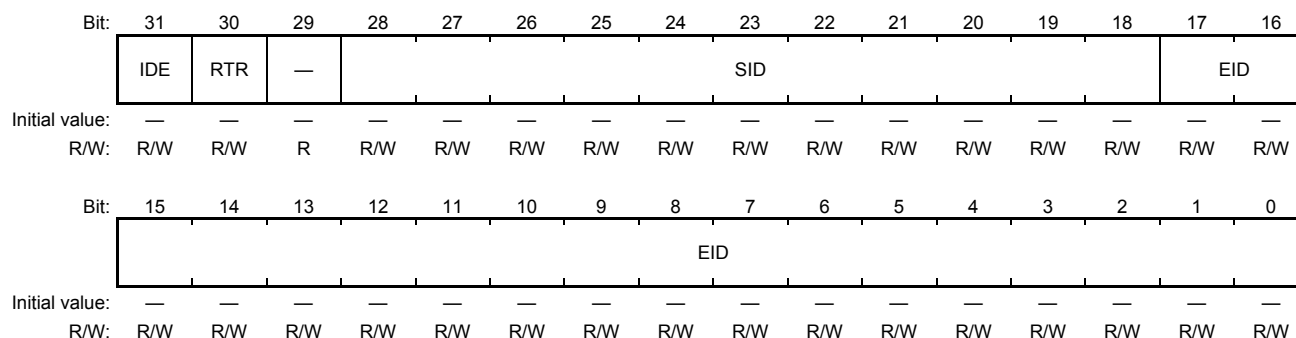 Bit: 31 30 29 28 27 26 25 24 23 22 21 20 19 18 17 16
IDE RTR — SID EID
Initial value: — — — — — — — — — — — — — — — —
R/W: R/W R/W R R/W R/W R/W R/W R/W R/W R/W R/W R/W R/W R/W R/W R/W
Bit: 15 14 13 12 11 10 9 8 7 6 5 4 3 2 1 0
EID
Initial value: — — — — — — — — — — — — — — — —
R/W: R/W R/W R/W R/W R/W R/W R/W R/W R/W R/W R/W R/W R/W R/W R/W R/W